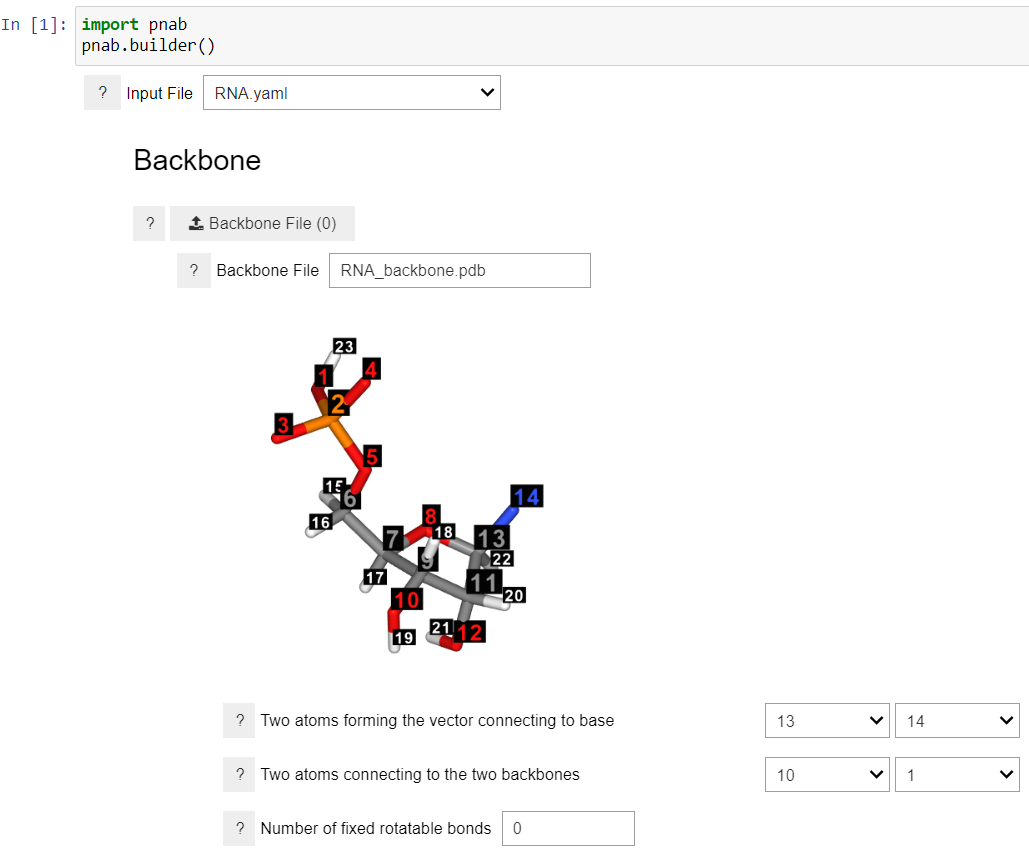 In [1]: import pnab
pnab.builder()
? Input File RNA.yaml
Backbone
? Backbone File (0)
? Backbone File RNA_backbone.pdb
23
1 4
2
3
5
15 6
14
16
8
7 18 13
9 22
17 11
10 20
21 12
19
? Two atoms forming the vector connecting to base 13 14
? Two atoms connecting to the two backbones 10 1
? Number of fixed rotatable bonds 0